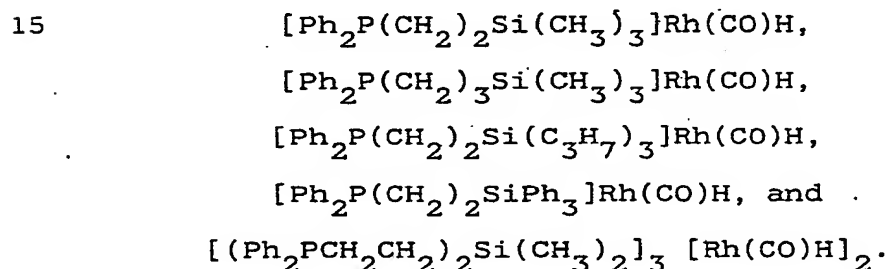 15 [Ph₂P(CH₂)₂Si(CH₃)₃]Rh(CO)H,
[Ph₂P(CH₂)₃Si(CH₃)₃]Rh(CO)H,
[Ph₂P(CH₂)₂Si(C₃H₇)₃]Rh(CO)H,
[Ph₂P(CH₂)₂SiPh₃]Rh(CO)H, and
[(Ph₂PCH₂CH₂)₂Si(CH₃)₂]₃ [Rh(CO)H]₂.